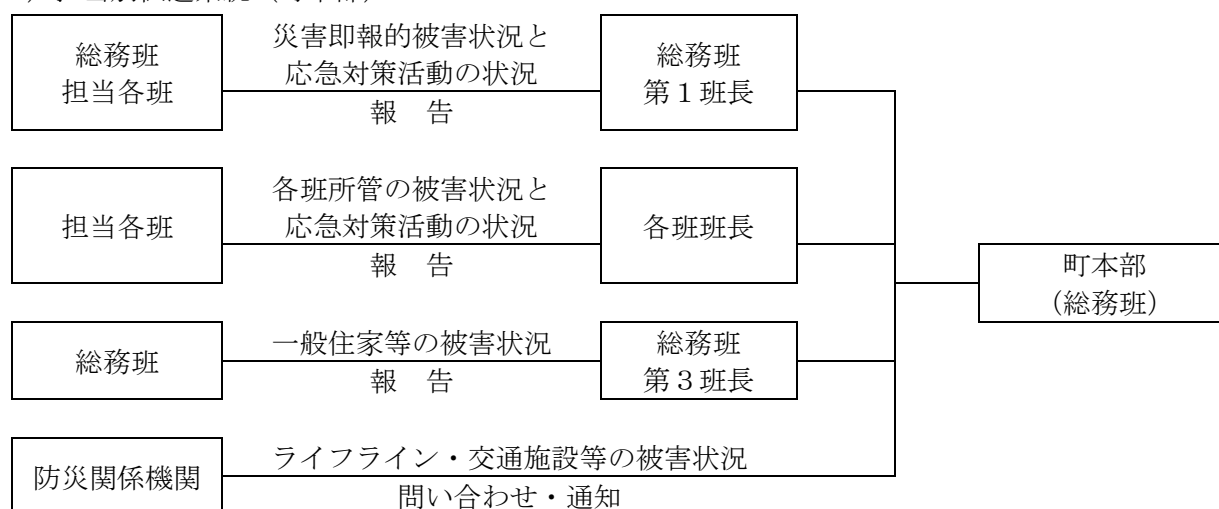 総務班
担当各班
災害即報的被害状況と
応急対策活動の状況
報　告
総務班
第１班長
担当各班
各班所管の被害状況と
応急対策活動の状況
報　告
各班班長
町本部
（総務班）
総務班
一般住家等の被害状況
報　告
総務班
第３班長
防災関係機関
ライフライン・交通施設等の被害状況
問い合わせ・通知